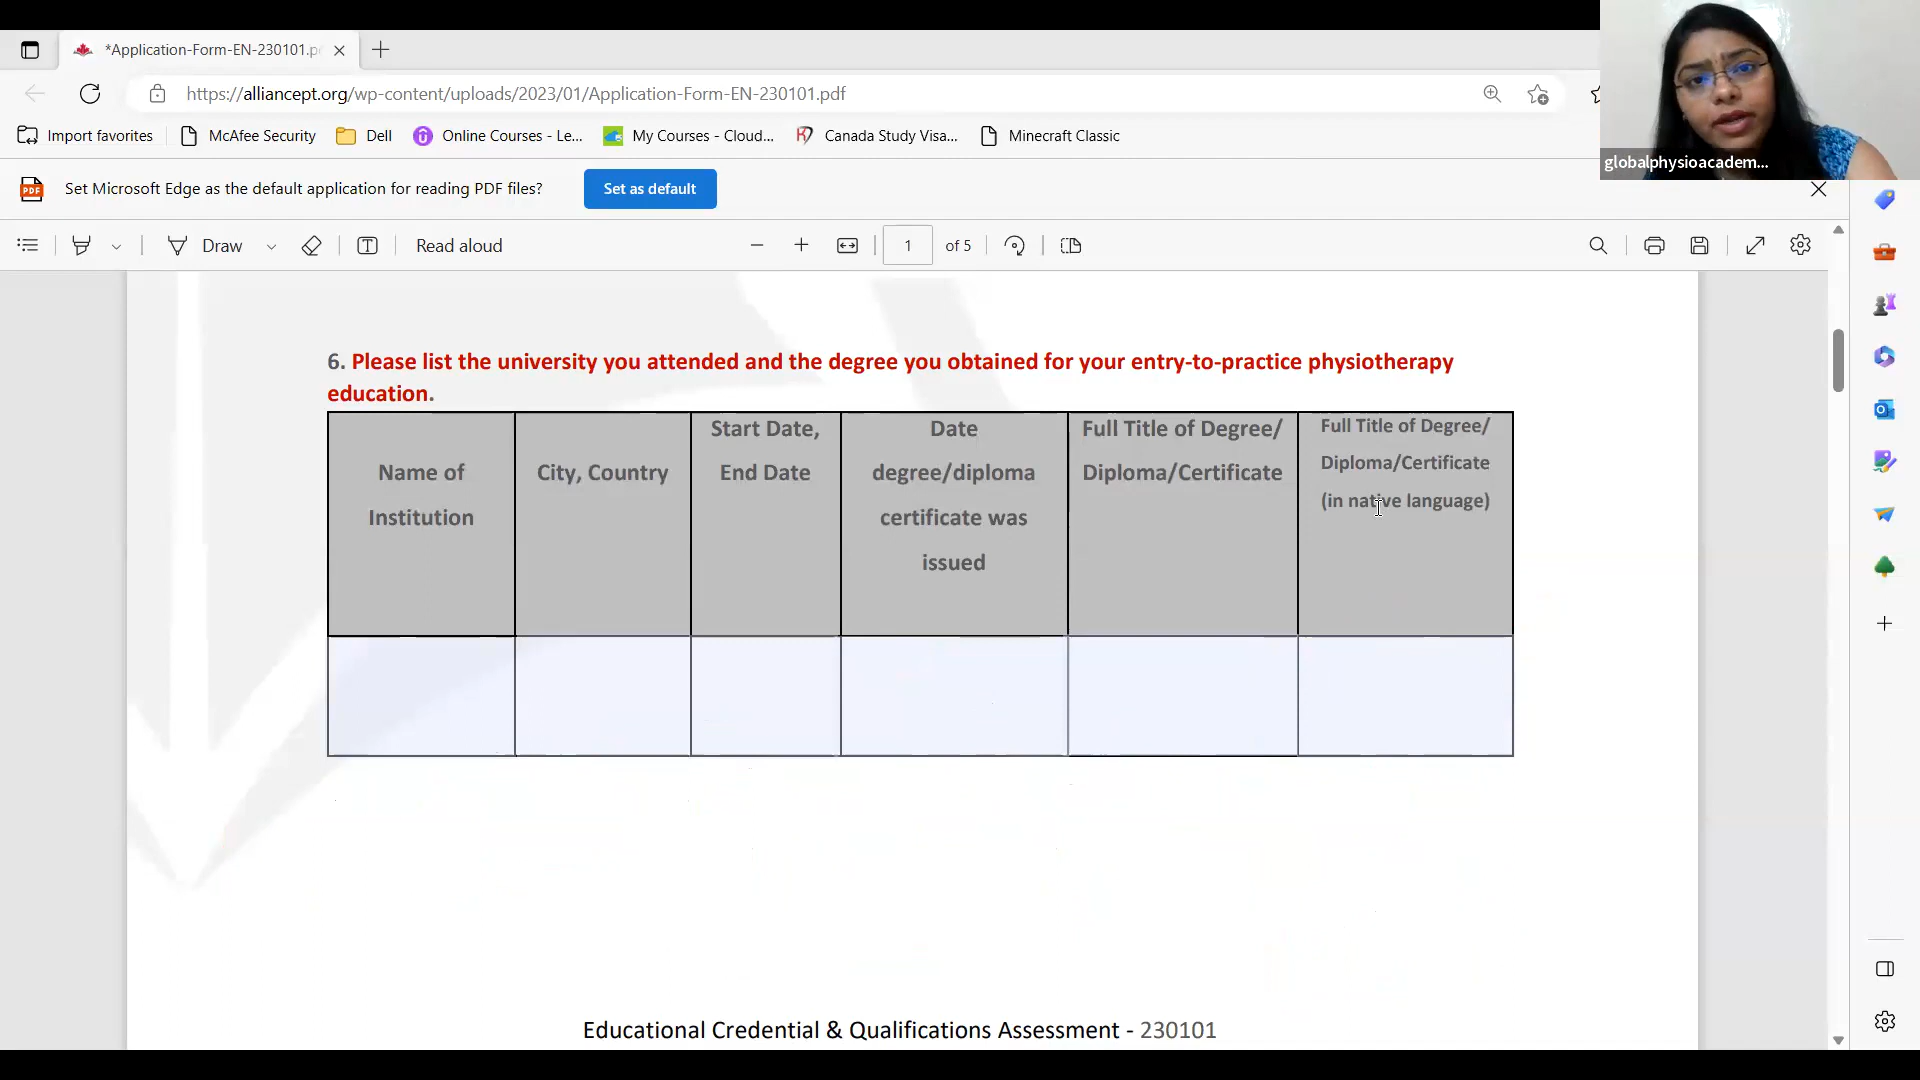 *Application-Form-EN-230101.p
https://alliancept.org/wp-content/uploads/2023/01/Application-Form-EN-230101.pdf
Import favorites
McAfee Security
Dell
Online Courses - Le...
My Courses - Cloud...
Canada Study Visa...
Minecraft Classic
globalphysioacadem...
PDF
Set Microsoft Edge as the default application for reading PDF files?
Set as default
Draw
Read aloud
1
of 5
6. Please list the university you attended and the degree you obtained for your entry-to-practice physiotherapy
education.
Name of
Institution
City, Country
Start Date,
End Date
Date
degree/diploma
certificate was
issued
Full Title of Degree/
Diploma/Certificate
Full Title of Degree/
Diploma/Certificate
(in native language)
Educational Credential & Qualifications Assessment - 230101